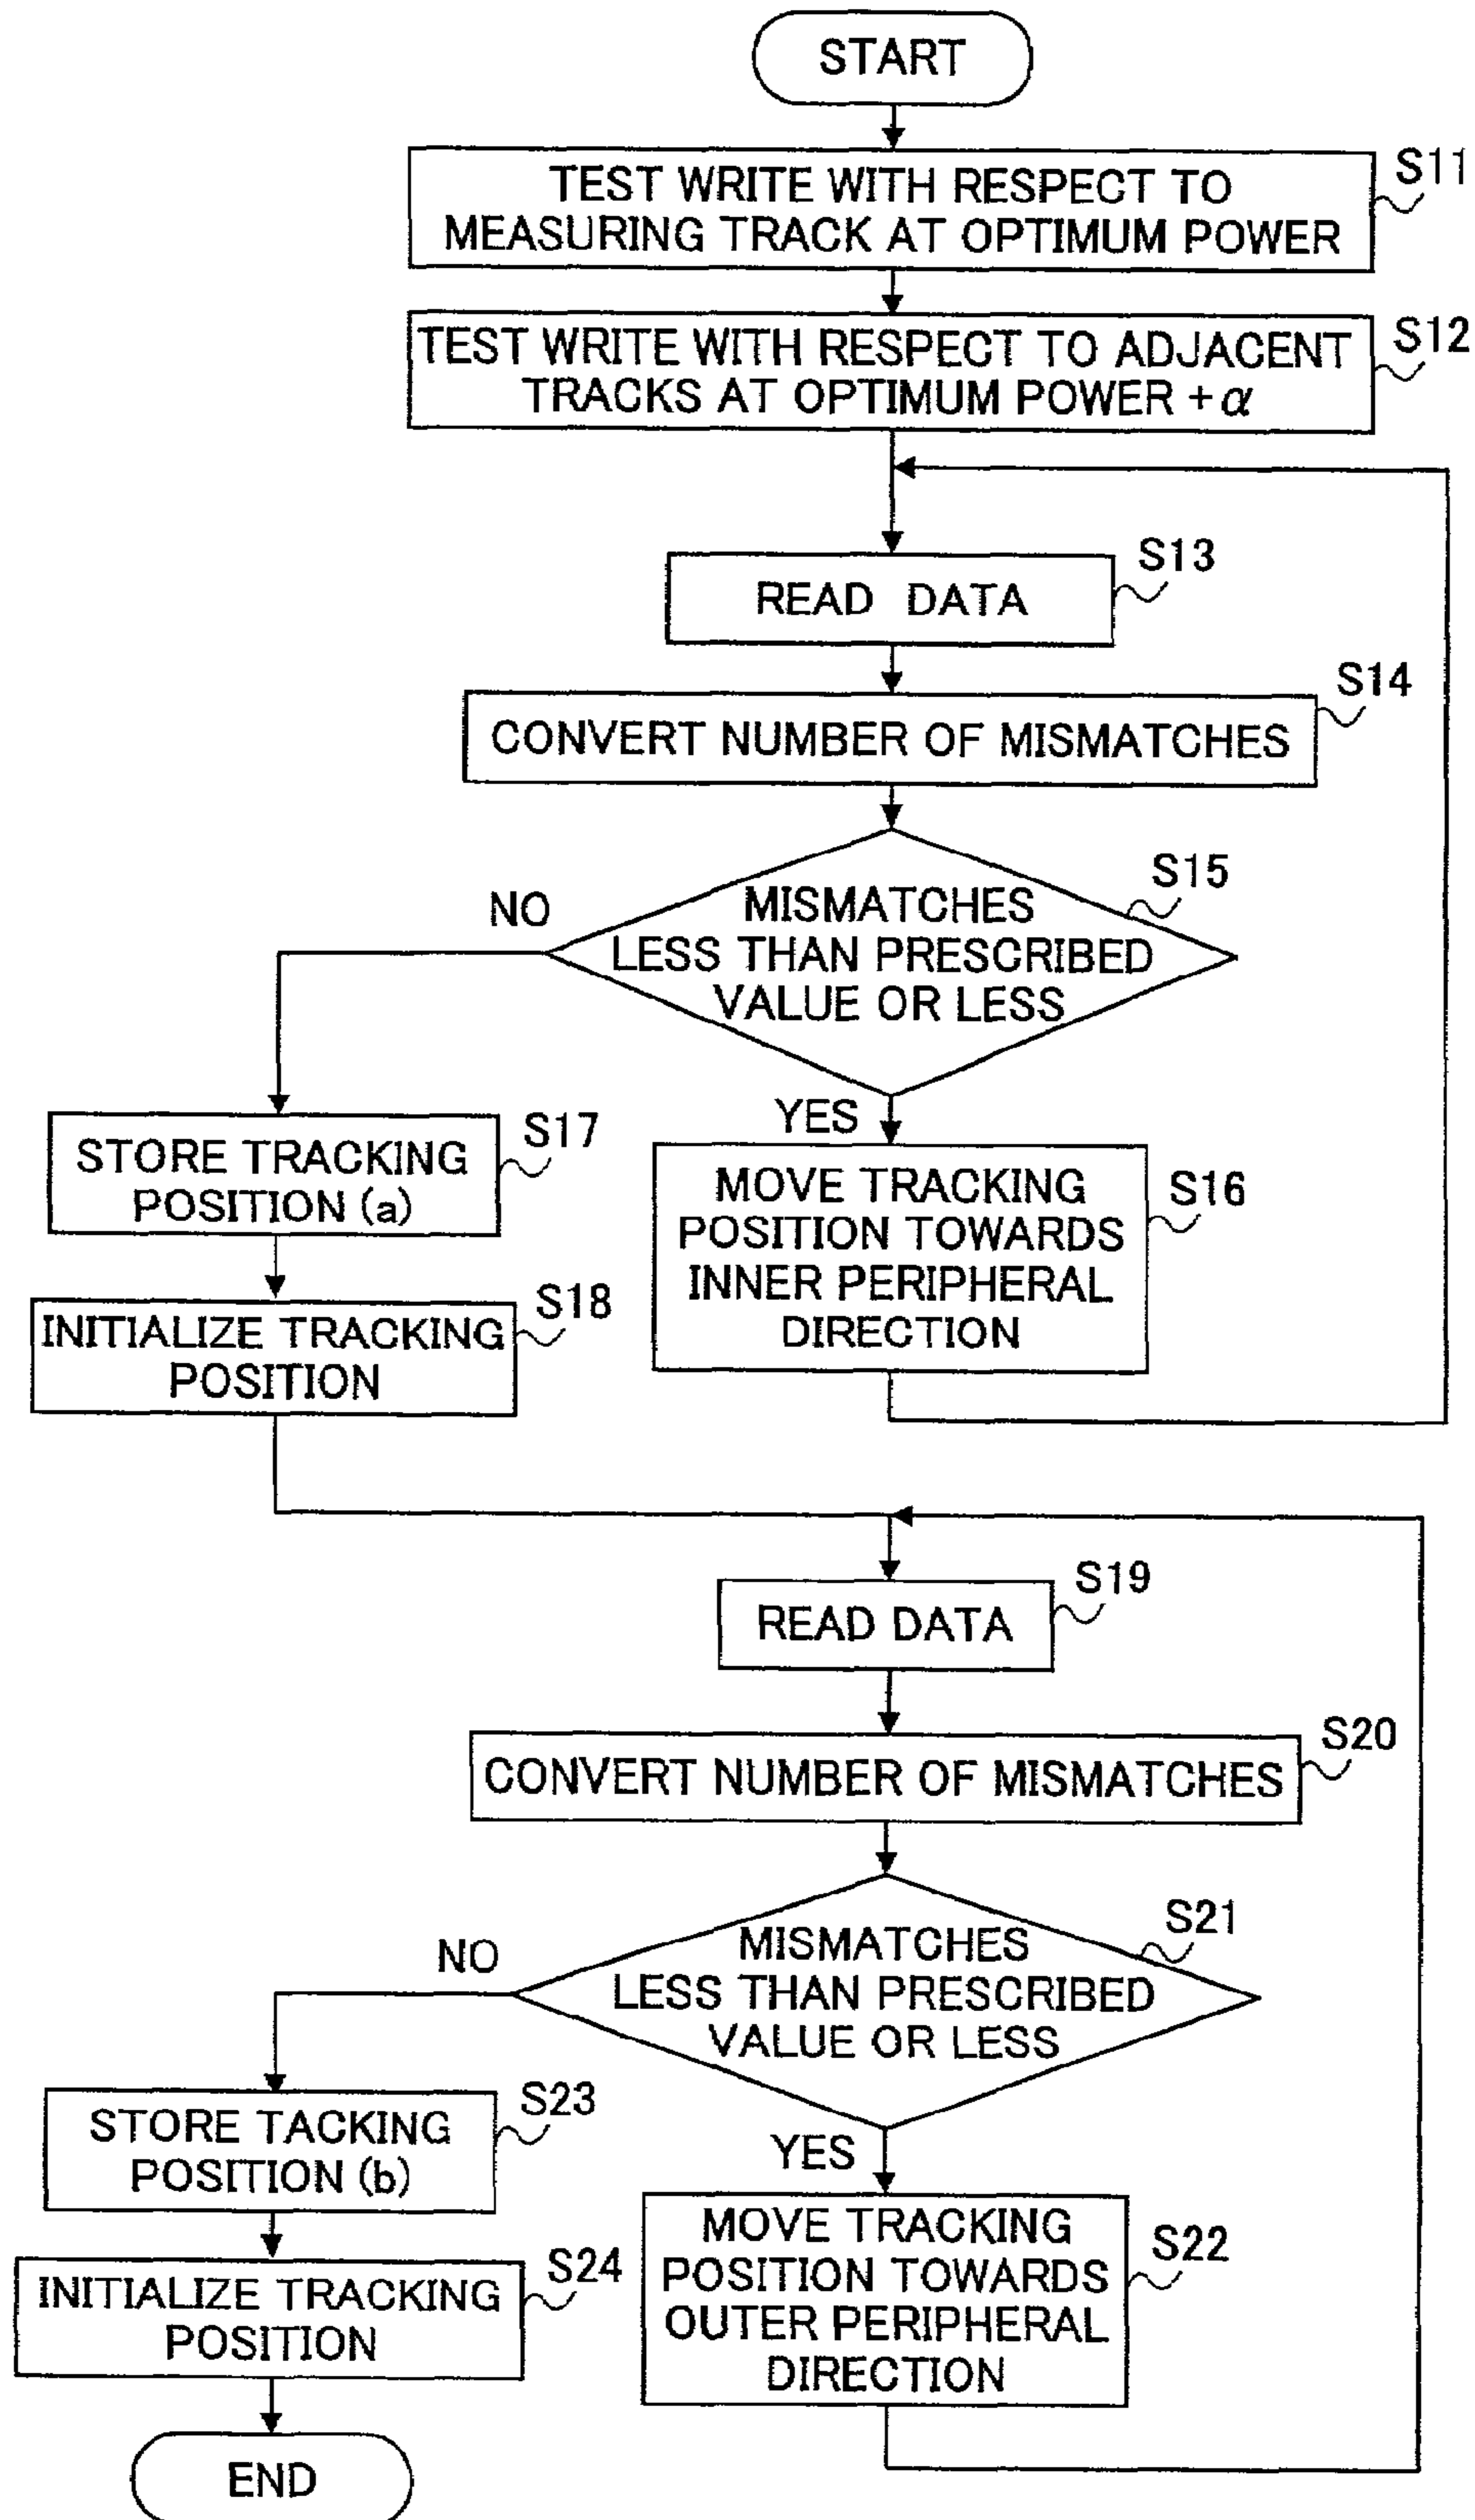 START
S11
TEST WRITE WITH RESPECT TO
MEASURING TRACK AT OPTIMUM POWER
S12
TEST WRITE WITH RESPECT TO ADJACENT
TRACKS AT OPTIMUM POWER +α
S13
READ DATA
S14
CONVERT NUMBER OF MISMATCHES
S15
NO
MISMATCHES
LESS THAN PRESCRIBED
VALUE OR LESS
YES
S17
STORE TRACKING
POSITION (a)
S16
MOVE TRACKING
POSITION TOWARDS
INNER PERIPHERAL
DIRECTION
S18
INITIALIZE TRACKING
POSITION
S19
READ DATA
S20
CONVERT NUMBER OF MISMATCHES
S21
NO
MISMATCHES
LESS THAN PRESCRIBED
VALUE OR LESS
YES
S23
STORE TACKING
POSITION (b)
S22
MOVE TRACKING
POSITION TOWARDS
OUTER PERIPHERAL
DIRECTION
S24
INITIALIZE TRACKING
POSITION
END